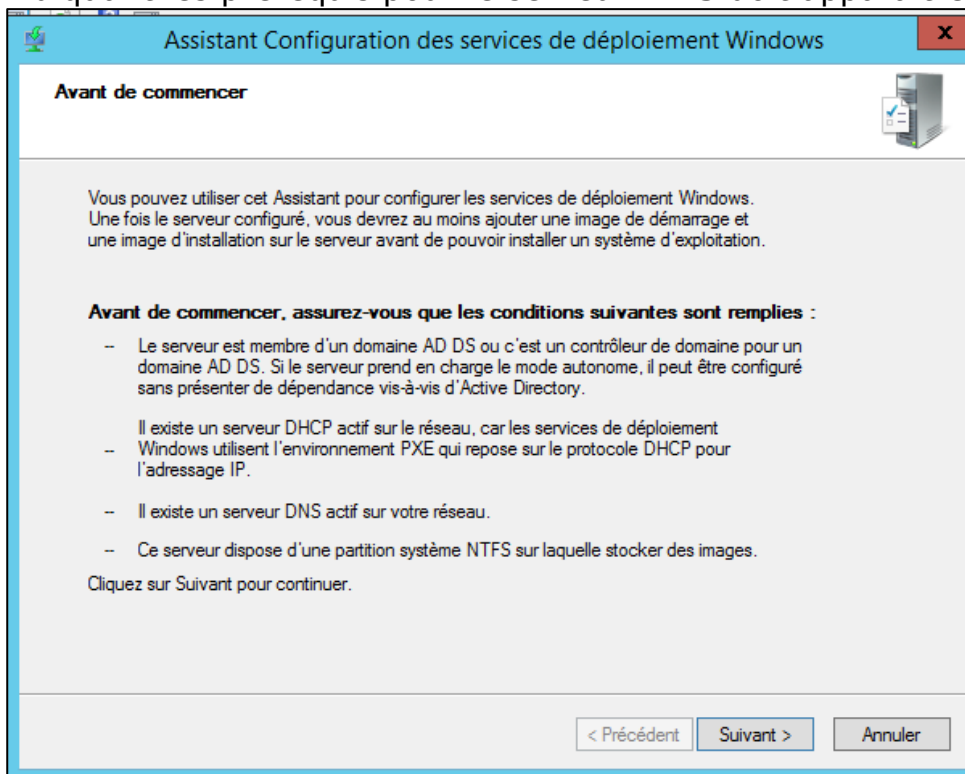 Assistant Configuration des services de déploiement Windows
x
Avant de commencer
Vous pouvez utiliser cet Assistant pour configurer les services de déploiement Windows.
Une fois le serveur configuré, vous devrez au moins ajouter une image de démarrage et
une image d'installation sur le serveur avant de pouvoir installer un système d'exploitation.
Avant de commencer, assurez-vous que les conditions suivantes sont remplies :
-- Le serveur est membre d'un domaine AD DS ou c'est un contrôleur de domaine pour un
domaine AD DS. Si le serveur prend en charge le mode autonome, il peut être configuré
sans présenter de dépendance vis-à-vis d'Active Directory.
Il existe un serveur DHCP actif sur le réseau, car les services de déploiement
-- Windows utilisent l'environnement PXE qui repose sur le protocole DHCP pour
l'adressage IP.
-- Il existe un serveur DNS actif sur votre réseau.
-- Ce serveur dispose d'une partition système NTFS sur laquelle stocker des images.
Cliquez sur Suivant pour continuer.
< Précédent Suivant > Annuler